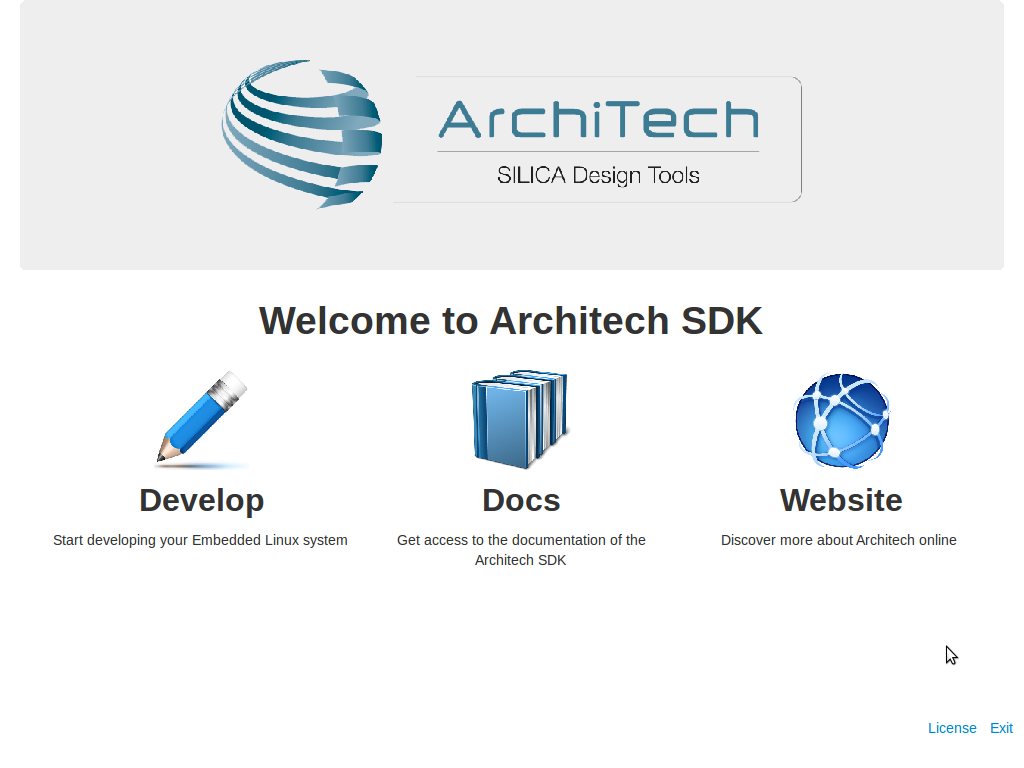 ArchiTech
SILICA Design Tools
Welcome to Architech SDK
Develop
Docs
Website
Start developing your Embedded Linux system
Get access to the documentation of the
Architech SDK
Discover more about Architech online
License
Exit